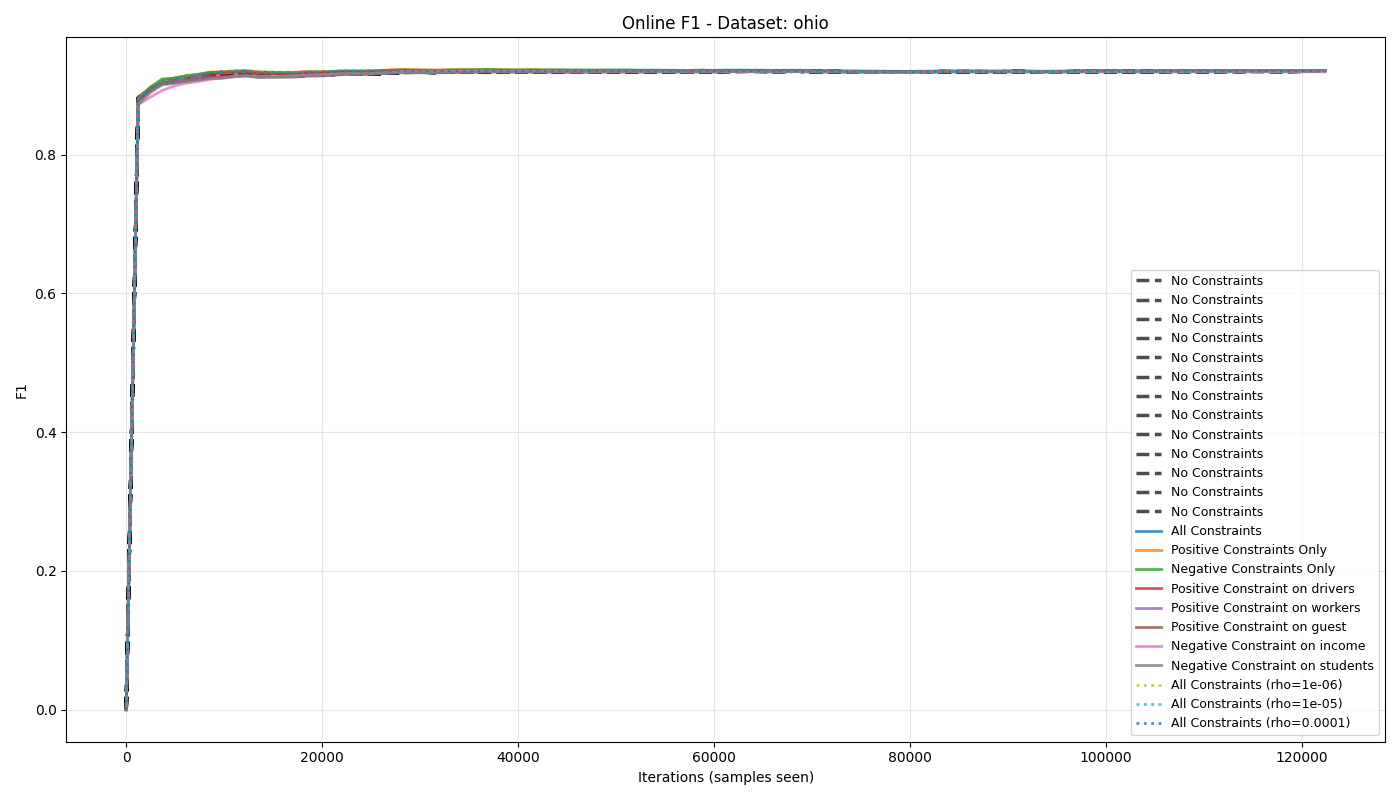 Online F1 - Dataset: ohio
F1
0.8
0.6
0.4
0.2
0.0
No Constraints
No Constraints
No Constraints
No Constraints
No Constraints
No Constraints
No Constraints
No Constraints
No Constraints
No Constraints
No Constraints
No Constraints
No Constraints
All Constraints
Positive Constraints Only
Negative Constraints Only
Positive Constraint on drivers
Positive Constraint on workers
Positive Constraint on guest
Negative Constraint on income
Negative Constraint on students
All Constraints (rho=1e-06)
All Constraints (rho=1e-05)
All Constraints (rho=0.0001)
0 20000 40000 60000 80000 100000 120000
Iterations (samples seen)